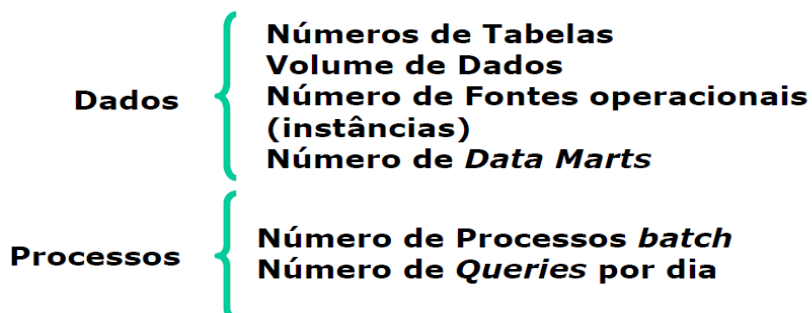 Dados
Números de Tabelas
Volume de Dados
Número de Fontes operacionais
(instâncias)
Número de Data Marts
Processos
Número de Processos batch
Número de Queries por dia